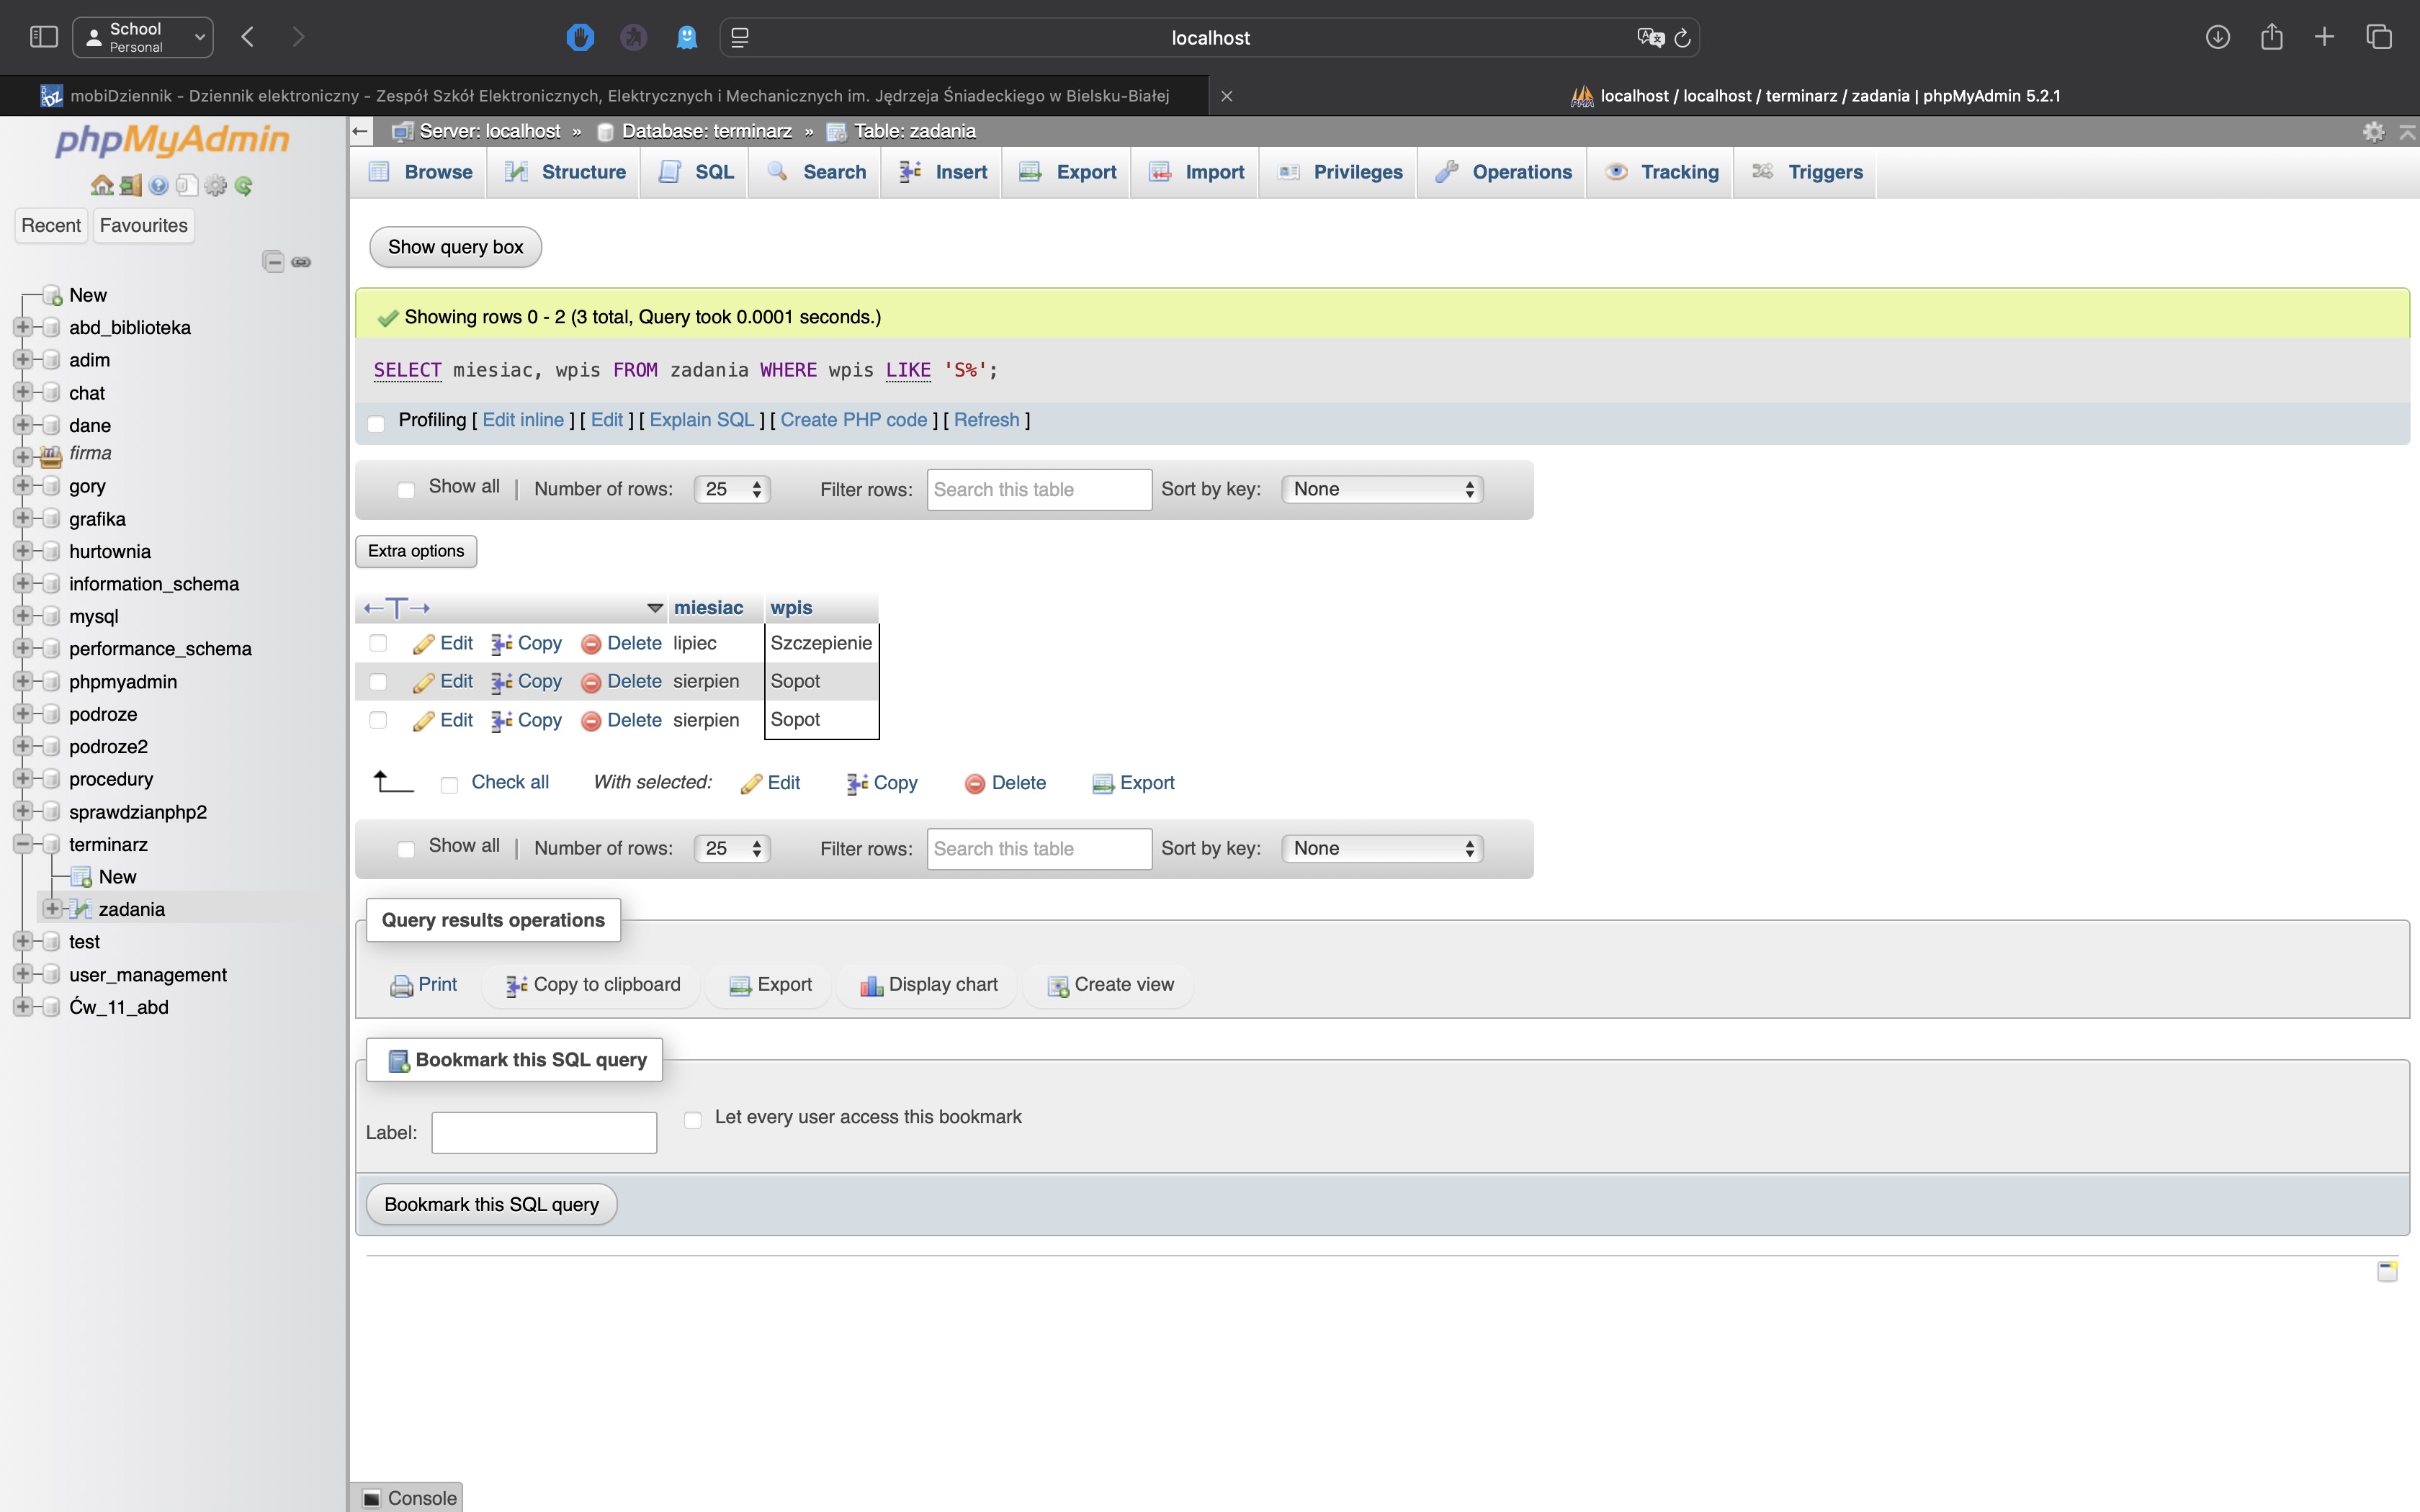 School
Personal
localhost
mobiDziennik - Dziennik elektroniczny - Zespół Szkół Elektronicznych, Elektrycznych i Mechanicznych im. Jędrzeja Śniadeckiego w Bielsku-Białej
localhost / localhost / terminarz / zadania | phpMyAdmin 5.2.1
phpMyAdmin
Recent Favourites
New
abd_biblioteka
adim
chat
dane
firma
gory
grafika
hurtownia
information_schema
mysql
performance_schema
phpmyadmin
podroze
podroze2
procedury
sprawdzianphp2
terminarz
New
zadania
test
user_management
Ćw_11_abd
Server: localhost » Database: terminarz » Table: zadania
Browse Structure SQL Search Insert Export Import Privileges Operations Tracking Triggers
Show query box
Showing rows 0 - 2 (3 total, Query took 0.0001 seconds.)
SELECT miesiac, wpis FROM zadania WHERE wpis LIKE 'S%';
Profiling [ Edit inline ] [ Edit ] [ Explain SQL ] [ Create PHP code ] [ Refresh ]
Show all | Number of rows: 25 Filter rows: Search this table Sort by key: None
Extra options
miesiac wpis
Edit Copy Delete lipiec Szczepienie
Edit Copy Delete sierpien Sopot
Edit Copy Delete sierpien Sopot
Check all With selected: Edit Copy Delete Export
Show all | Number of rows: 25 Filter rows: Search this table Sort by key: None
Query results operations
Print Copy to clipboard Export Display chart Create view
Bookmark this SQL query
Label: Let every user access this bookmark
Bookmark this SQL query
Console